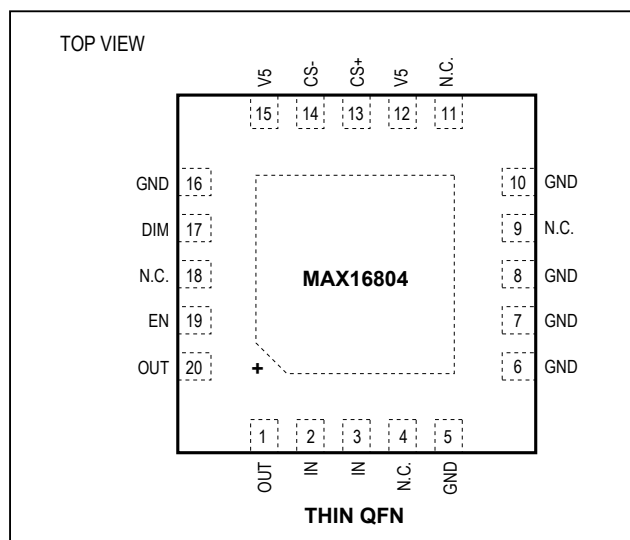 TOP VIEW
V5 CS- CS+ V5 N.C.
15 14 13 12 11
GND 16 10 GND
DIM 17 9 N.C.
N.C. 18 MAX16804 8 GND
EN 19 7 GND
OUT 20 + 6 GND
1 2 3 4 5
OUT IN IN N.C. GND
THIN QFN